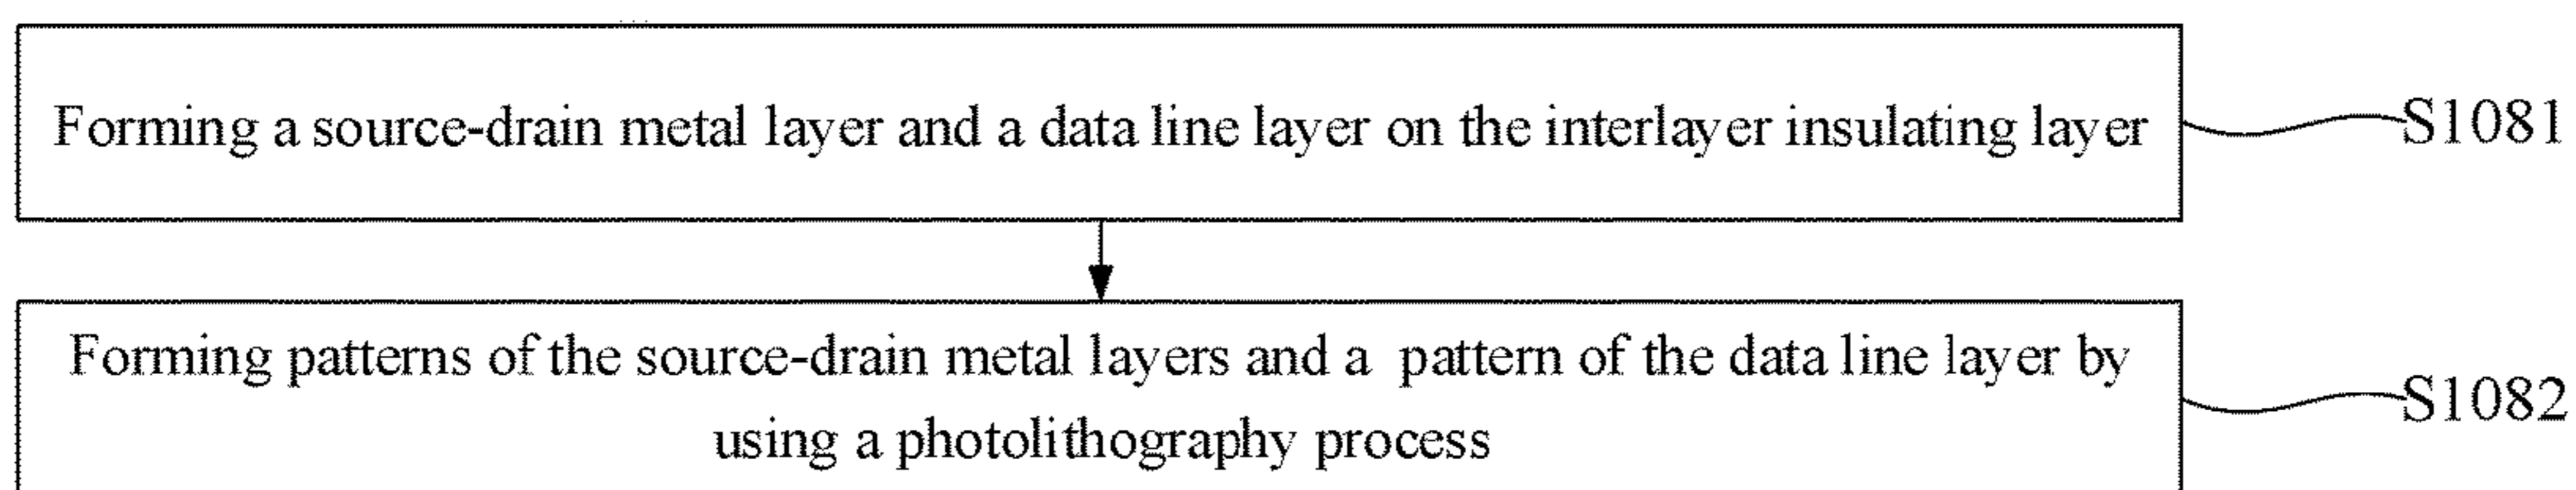 Forming a source-drain metal layer and a data line layer on the interlayer insulating layer
S1081
Forming patterns of the source-drain metal layers and a pattern of the data line layer by
using a photolithography process
S1082